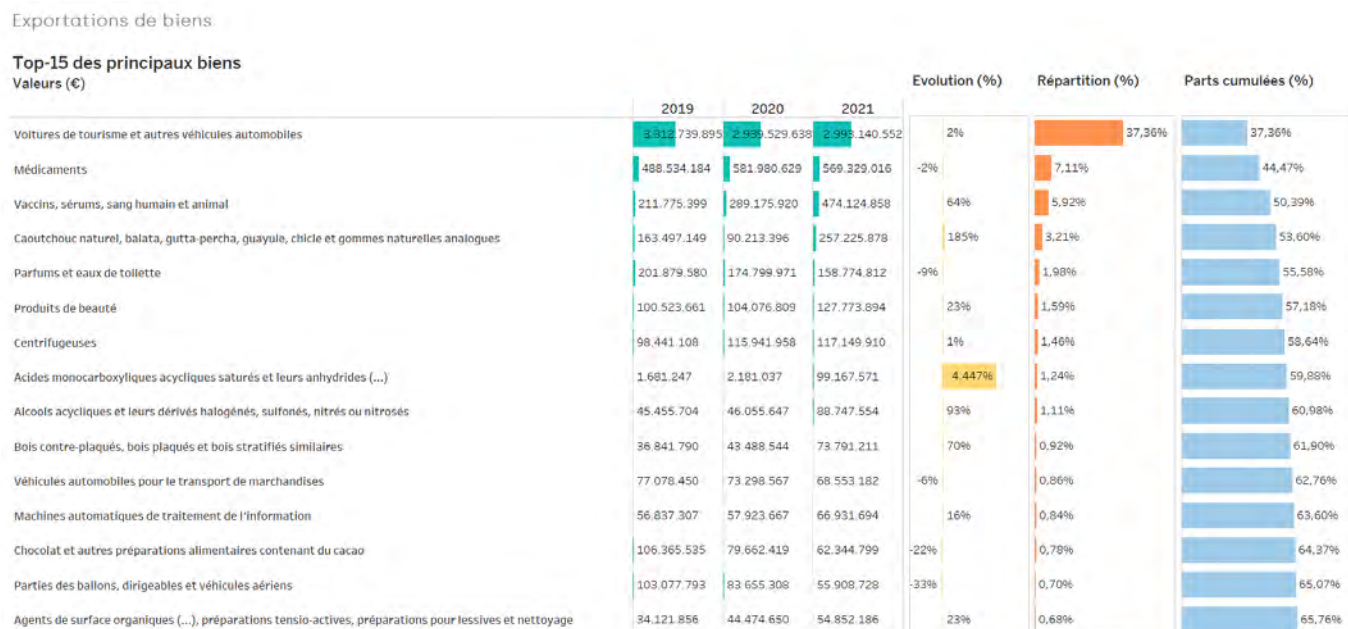 Exportations de biens
Top-15 des principaux biens
Valeurs (€) Evolution (%) Répartition (%) Parts cumulées (%)
2019 2020 2021
Voitures de tourisme et autres véhicules automobiles 3.812.739.895 2.939.529.638 2.993.140.552 2% 37,36% 37,36%
Médicaments 488.534.184 581.980.629 569.329.016 -2% 7,11% 44,47%
Vaccins, sérums, sang humain et animal 211.775.399 289.175.920 474.124.858 64% 5,92% 50,39%
Caoutchouc naturel, balata, gutta-percha, guayule, chicle et gommes naturelles analogues 163.497.149 90.213.396 257.225.878 185% 3,21% 53,60%
Parfums et eaux de toilette 201.879.580 174.799.971 158.774.812 -9% 1,98% 55,58%
Produits de beauté 100.523.661 104.076.809 127.773.894 23% 1,59% 57,18%
Centrifugeuses 98.441.108 115.941.958 117.149.910 1% 1,46% 58,64%
Acides monocarboxyliques acycliques saturés et leurs anhydrides (...) 1.681.247 2.181.037 99.167.571 4.447% 1,24% 59,88%
Alcools acycliques et leurs dérivés halogénés, sulfonés, nitrés ou nitrosés 45.455.704 46.055.647 88.747.554 93% 1,11% 60,98%
Bois contre-plaqués, bois plaqués et bois stratifiés similaires 36.841.790 43.488.544 73.791.211 70% 0,92% 61,90%
Véhicules automobiles pour le transport de marchandises 77.078.450 73.298.567 68.553.182 -6% 0,86% 62,76%
Machines automatiques de traitement de l'information 56.837.307 57.923.667 66.931.694 16% 0,84% 63,60%
Chocolat et autres préparations alimentaires contenant du cacao 106.365.535 79.662.419 62.344.799 -22% 0,78% 64,37%
Parties des ballons, dirigeables et véhicules aériens 103.077.793 83.655.308 55.908.728 -33% 0,70% 65,07%
Agents de surface organiques (...), préparations tensio-actives, préparations pour lessives et nettoyage 34.121.856 44.474.650 54.852.186 23% 0,68% 65,76%